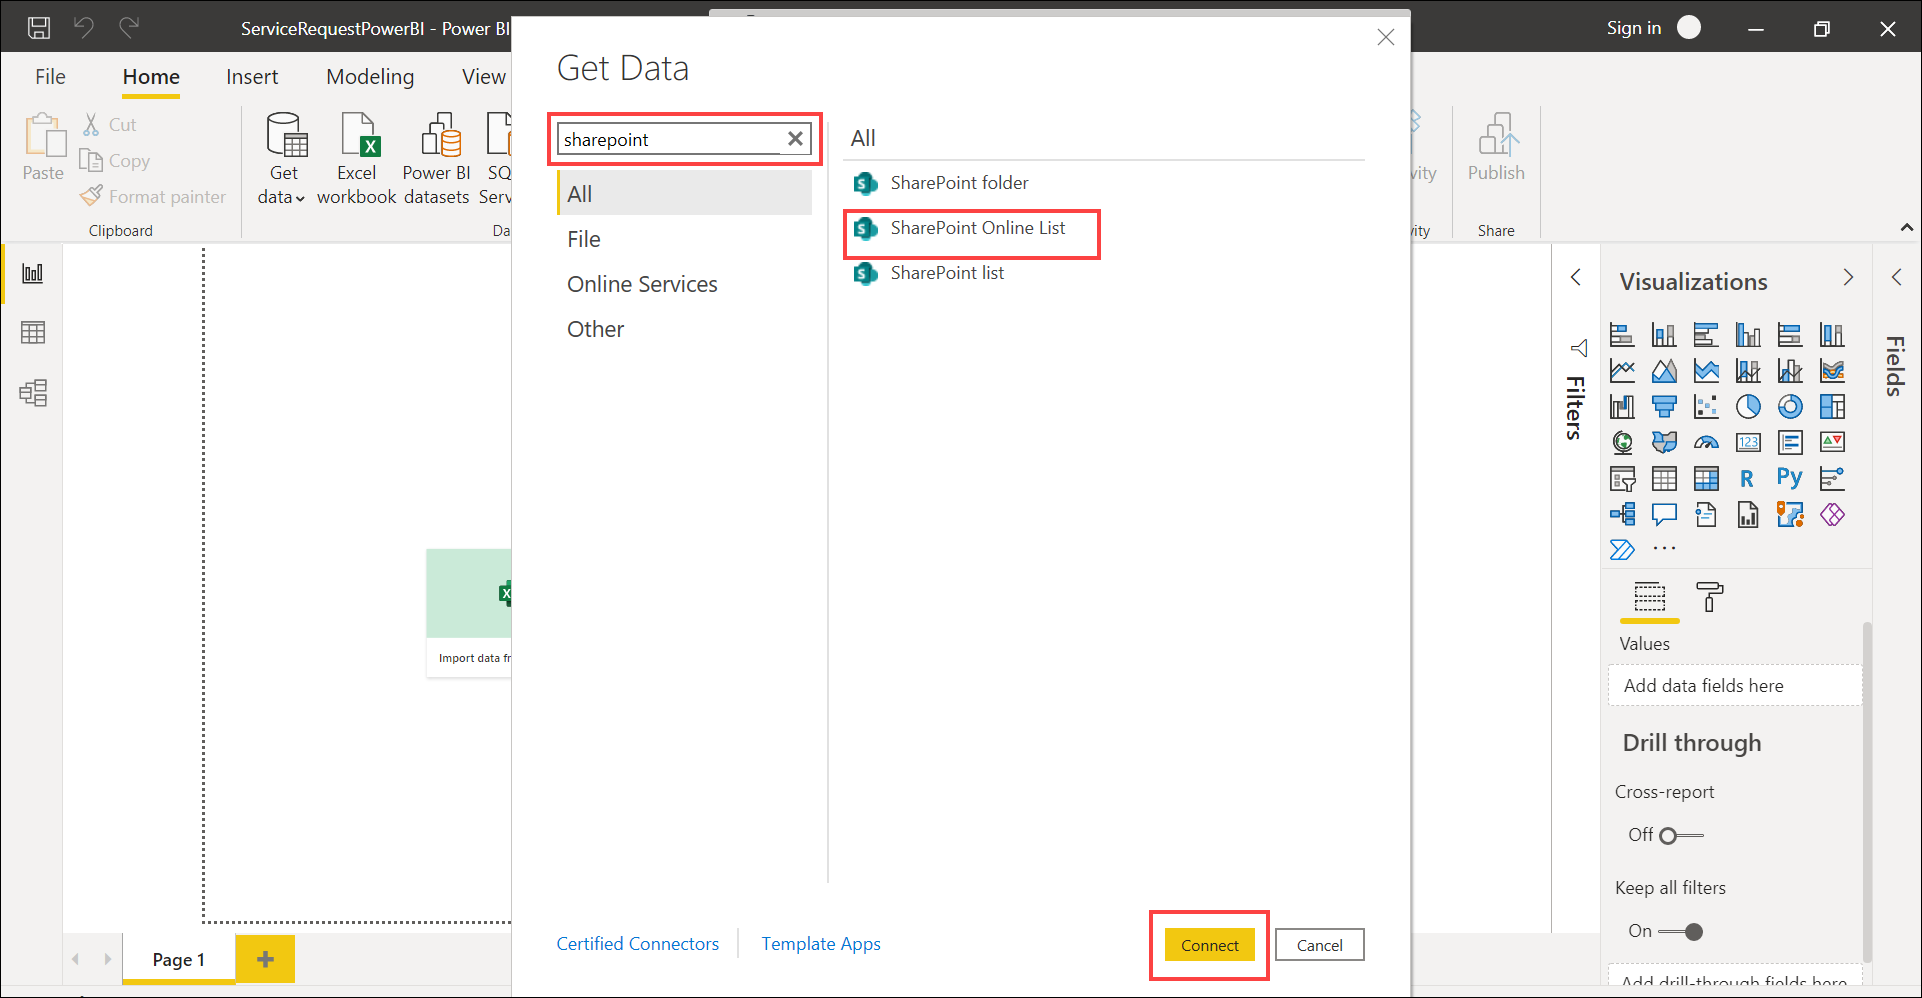 ServiceRequestPowerBI - Power BI
Sign in
File
Home
Insert
Modeling
View
Paste
Cut
Copy
Format painter
Clipboard
Get
data
Excel
workbook
Power BI
datasets
SQ
Serv
Da
vity
ity
Publish
Share
Get Data
sharepoint
All
File
Online Services
Other
All
SharePoint folder
SharePoint Online List
SharePoint list
Certified Connectors
Template Apps
Connect
Cancel
Import data fr
Filters
Visualizations
Fields
123
R
Py
Values
Add data fields here
Drill through
Cross-report
Off
Keep all filters
On
Add drill-through fields here
Page 1